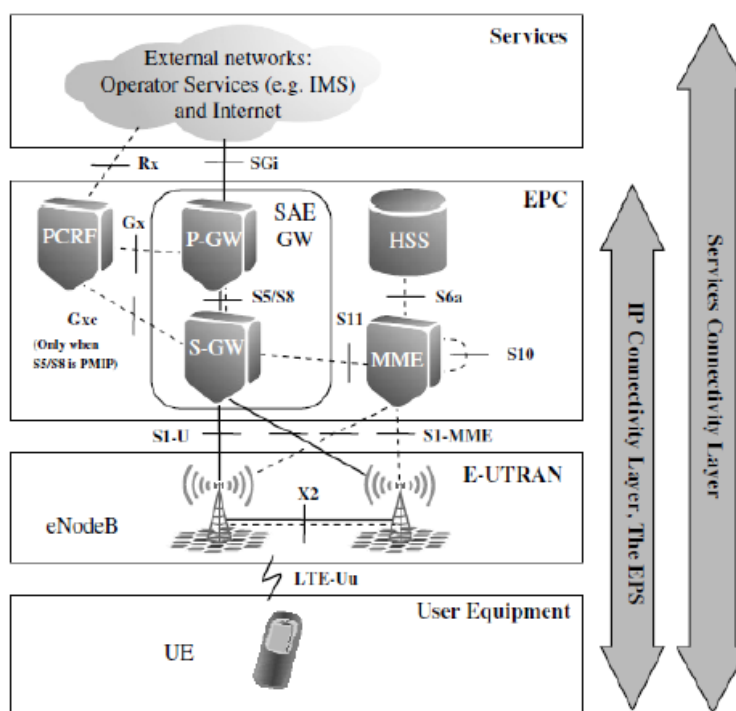 Services
External networks:
Operator Services (e.g. IMS)
and Internet
Rx
SGi
EPC
SAE
GW
PCRF
Gx
P-GW
HSS
S5/S8
S6a
Gxc
(Only when
S5/S8 is PMIP)
S-GW
S11
MME
S10
S1-U
S1-MME
E-UTRAN
X2
eNodeB
LTE-Uu
User Equipment
UE
IP Connectivity Layer, The EPS
Services Connectivity Layer